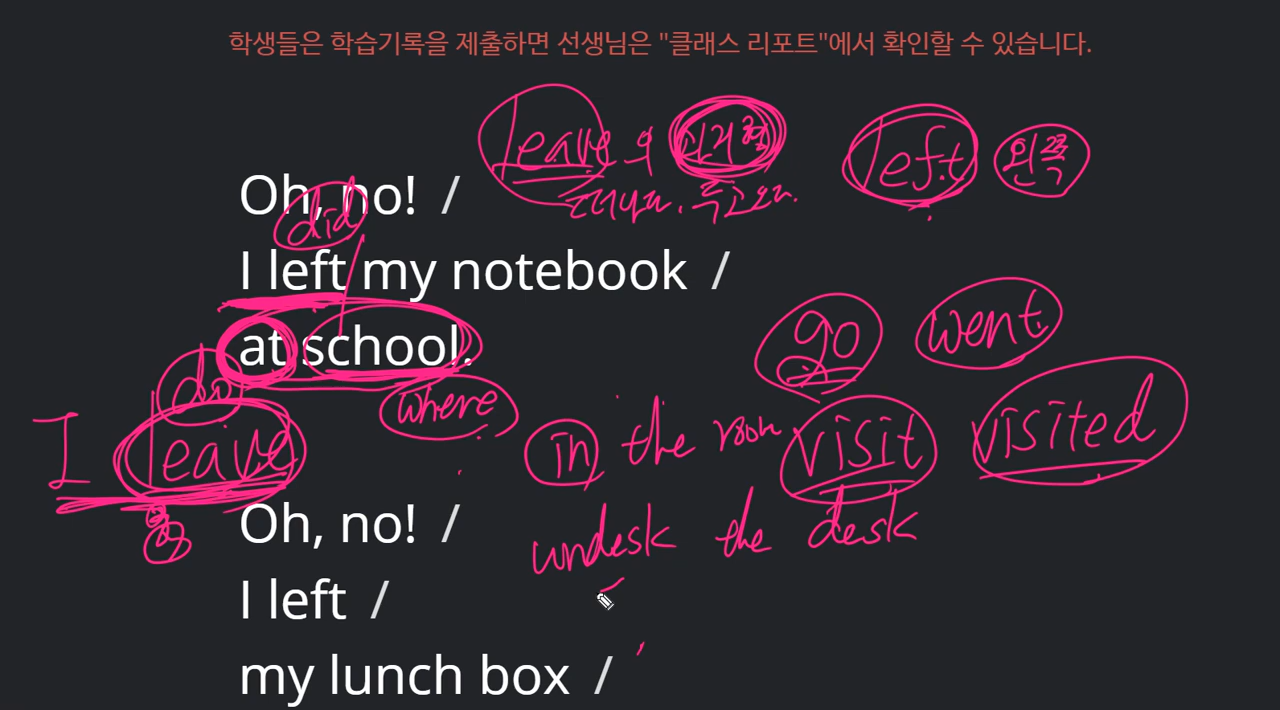 학생들은 학습기록을 제출하면 선생님은 "클래스 리포트"에서 확인할 수 있습니다.
leave의 과거형 left 왼쪽
떠나다. 두고오다.
Oh, no! /
did
I left my notebook /
at school.
go went
do where
I leave in the room visit visited
Oh, no! /
undesk the desk
I left /
my lunch box /